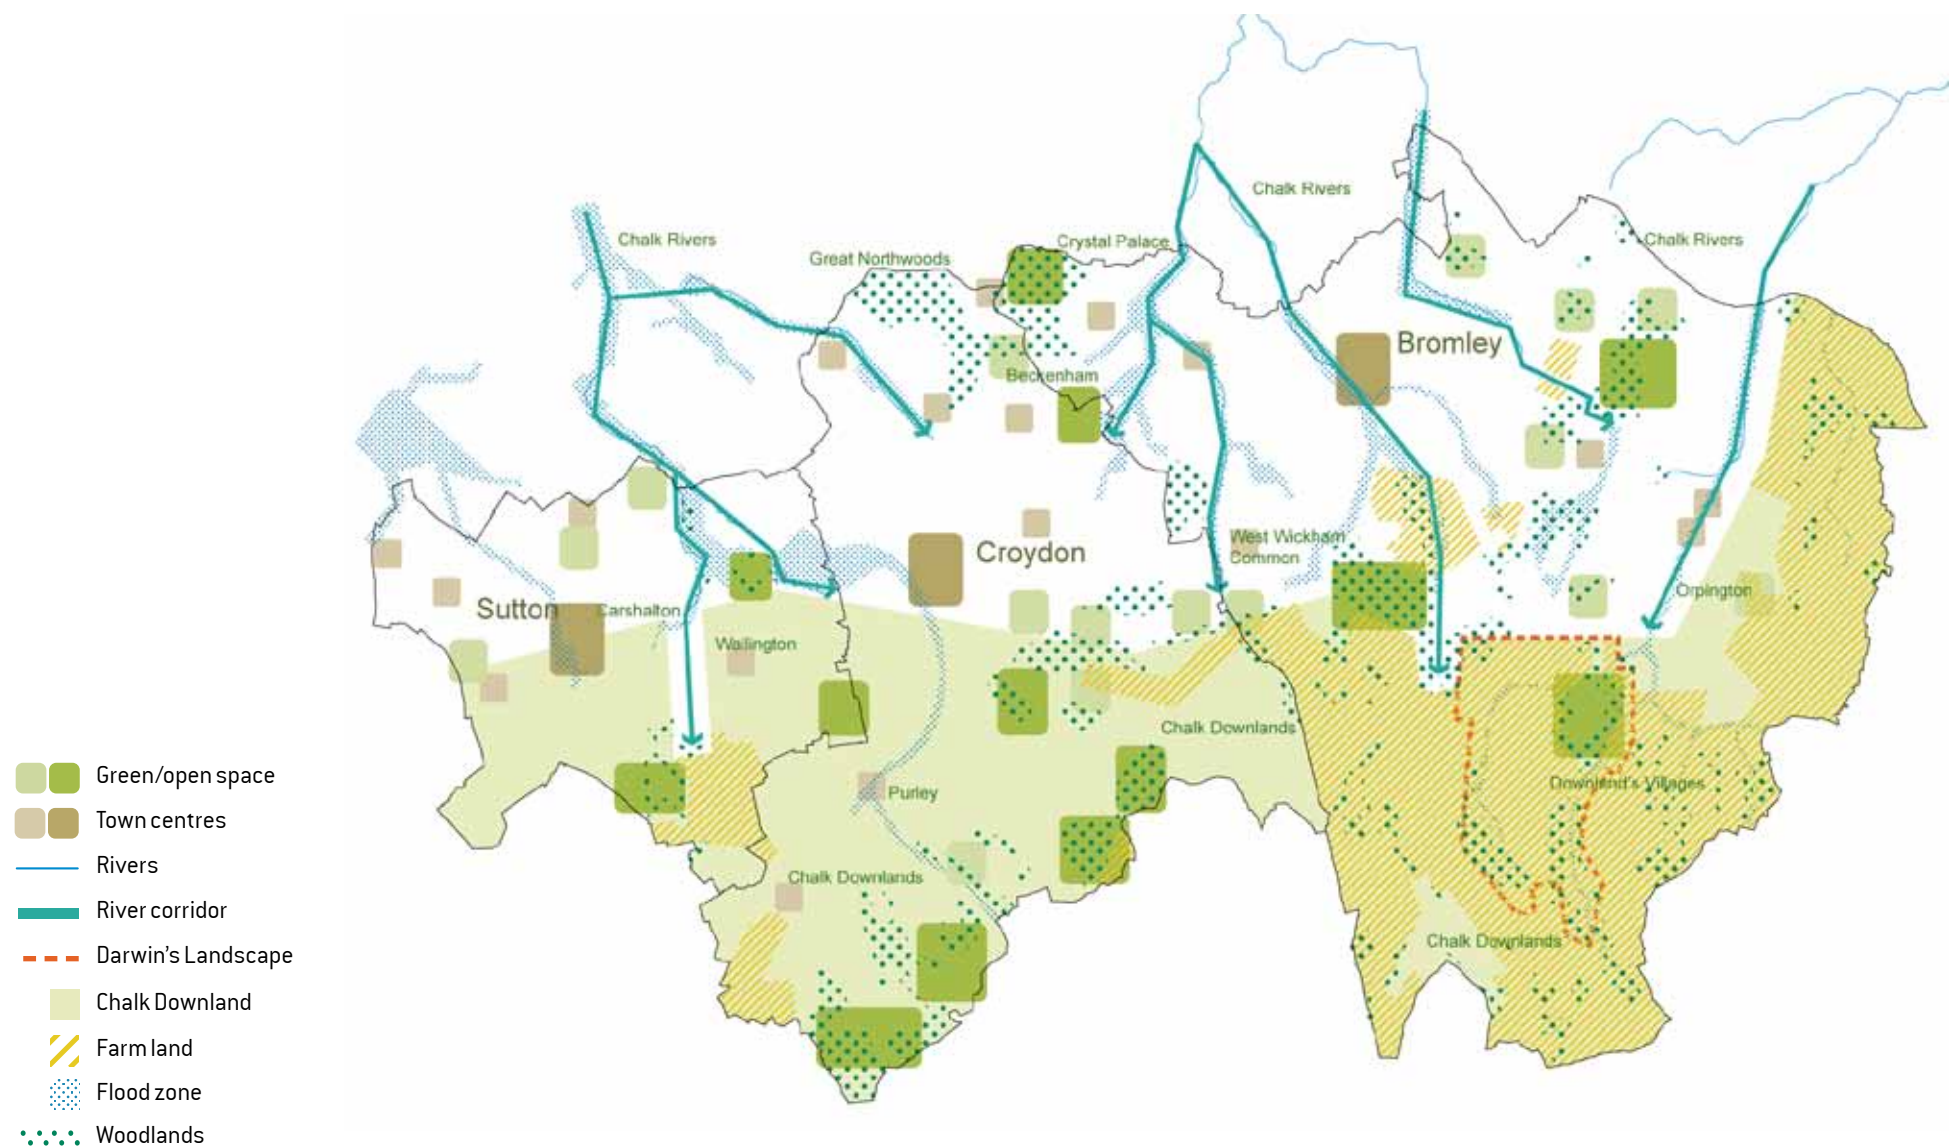 Chalk Rivers
Chalk Rivers
Great Northwoods
Crystal Palace
Chalk Rivers
Bromley
Beckenham
Croydon
West Wickham
Common
Sutton
Carshalton
Wallington
Orpington
Chalk Downlands
Purley
Downland's Villages
Chalk Downlands
Chalk Downlands
Green/open space
Town centres
Rivers
River corridor
Darwin’s Landscape
Chalk Downland
Farm land
Flood zone
Woodlands